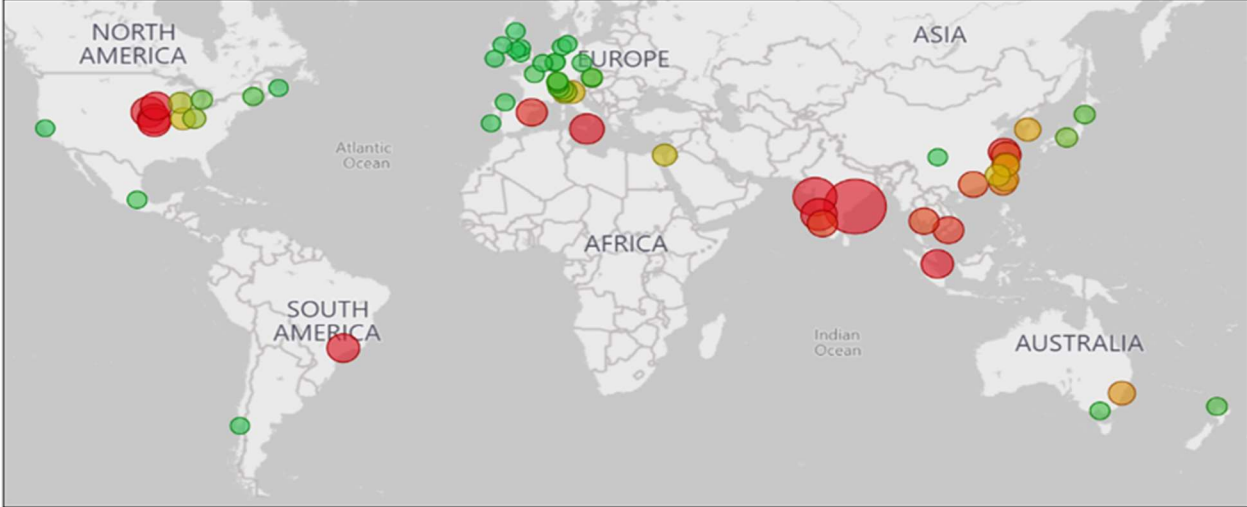 NORTH
AMERICA
EUROPE
ASIA
Atlantic
Ocean
AFRICA
SOUTH
AMERICA
Indian
Ocean
AUSTRALIA